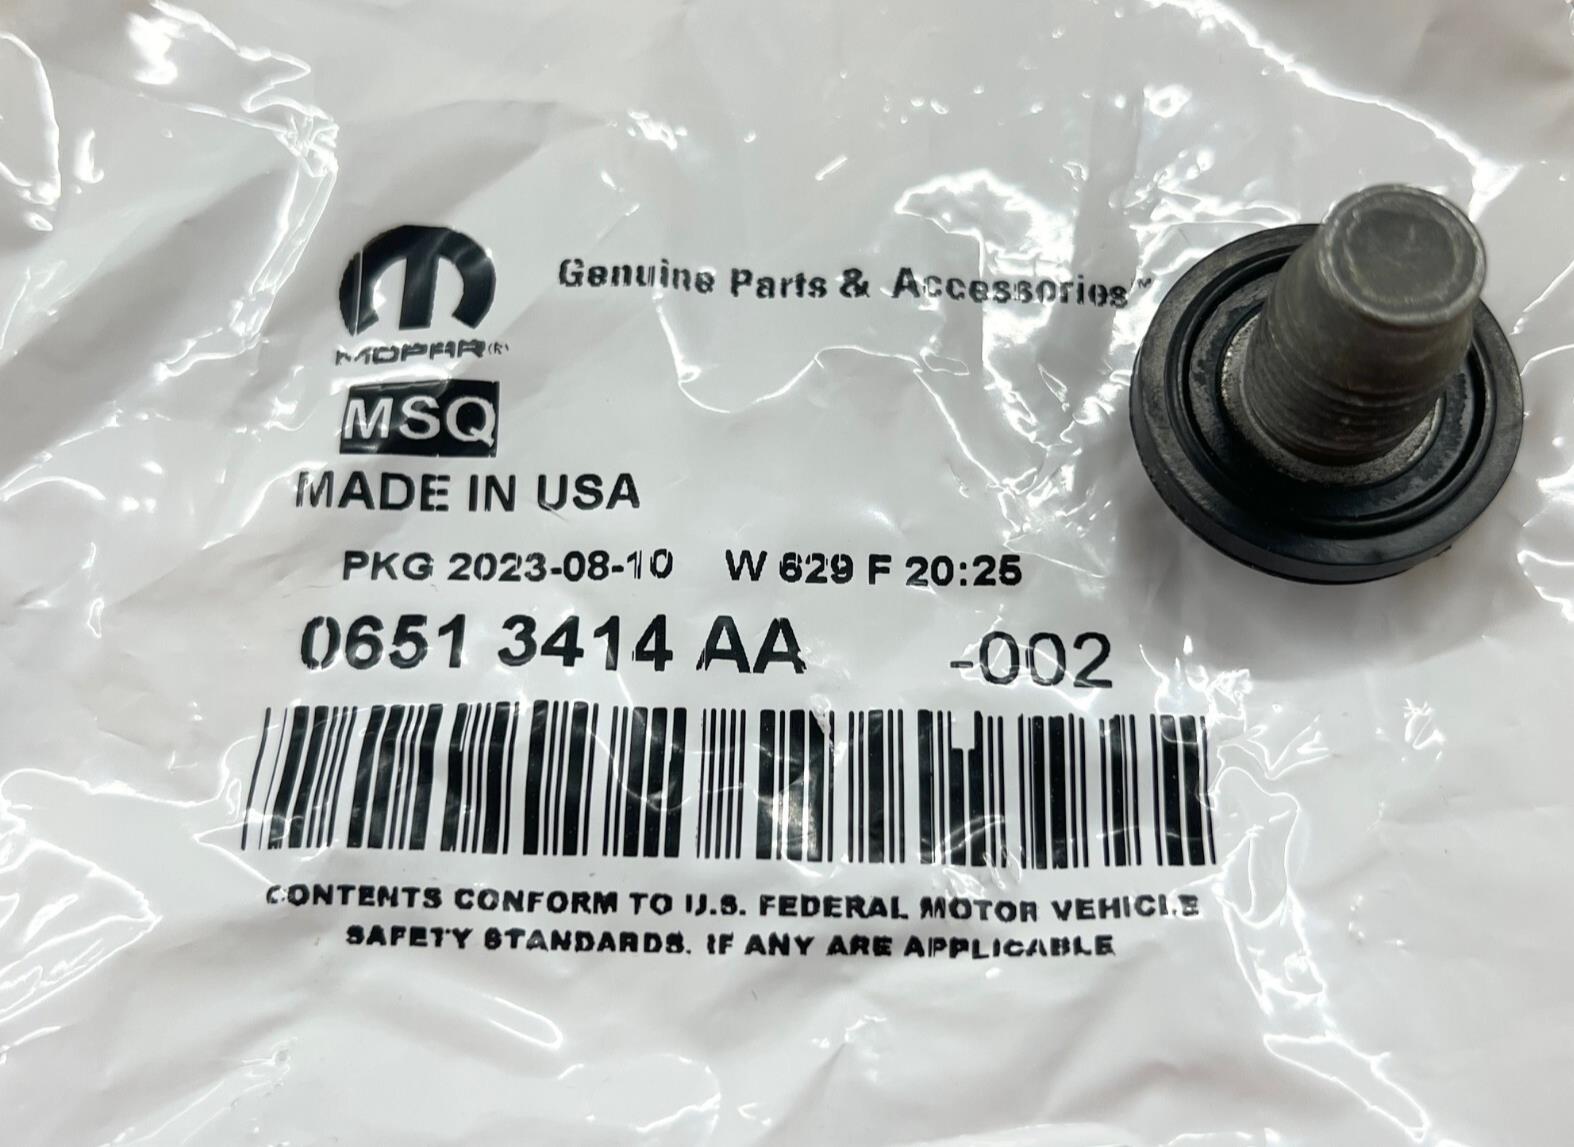 Genuine Parts & Accessories™
MOPAR(R)
MSQ
MADE IN USA
PKG 2023-08-10 W 629 F 20:25
0651 3414 AA -002
CONTENTS CONFORM TO U.S. FEDERAL MOTOR VEHICLE
SAFETY STANDARDS. IF ANY ARE APPLICABLE